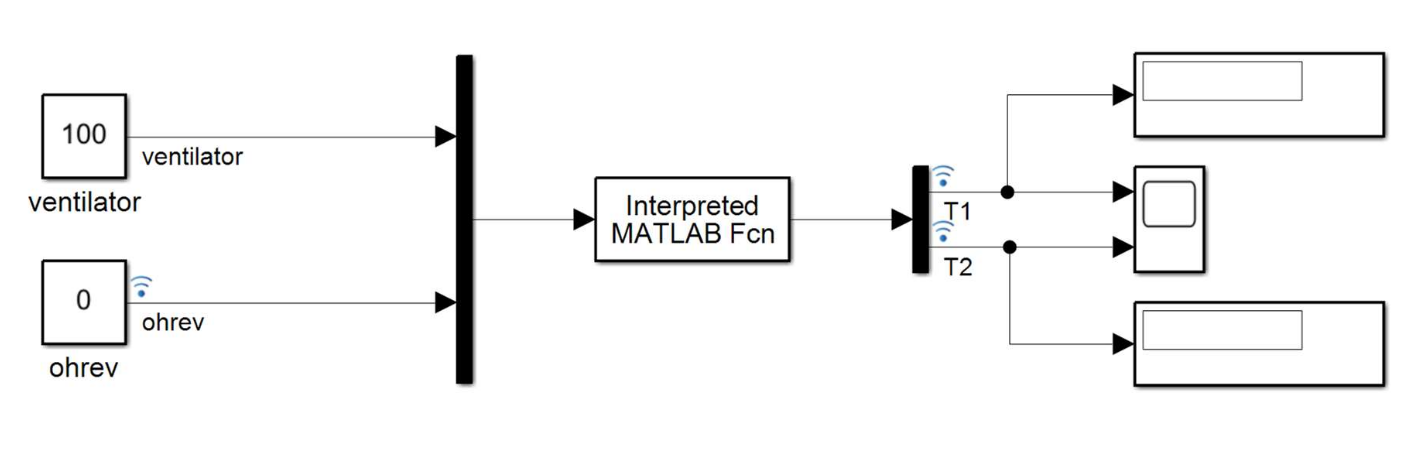 100
ventilator
ventilator
0
ohrev
ohrev
Interpreted
MATLAB Fcn
T1
T2